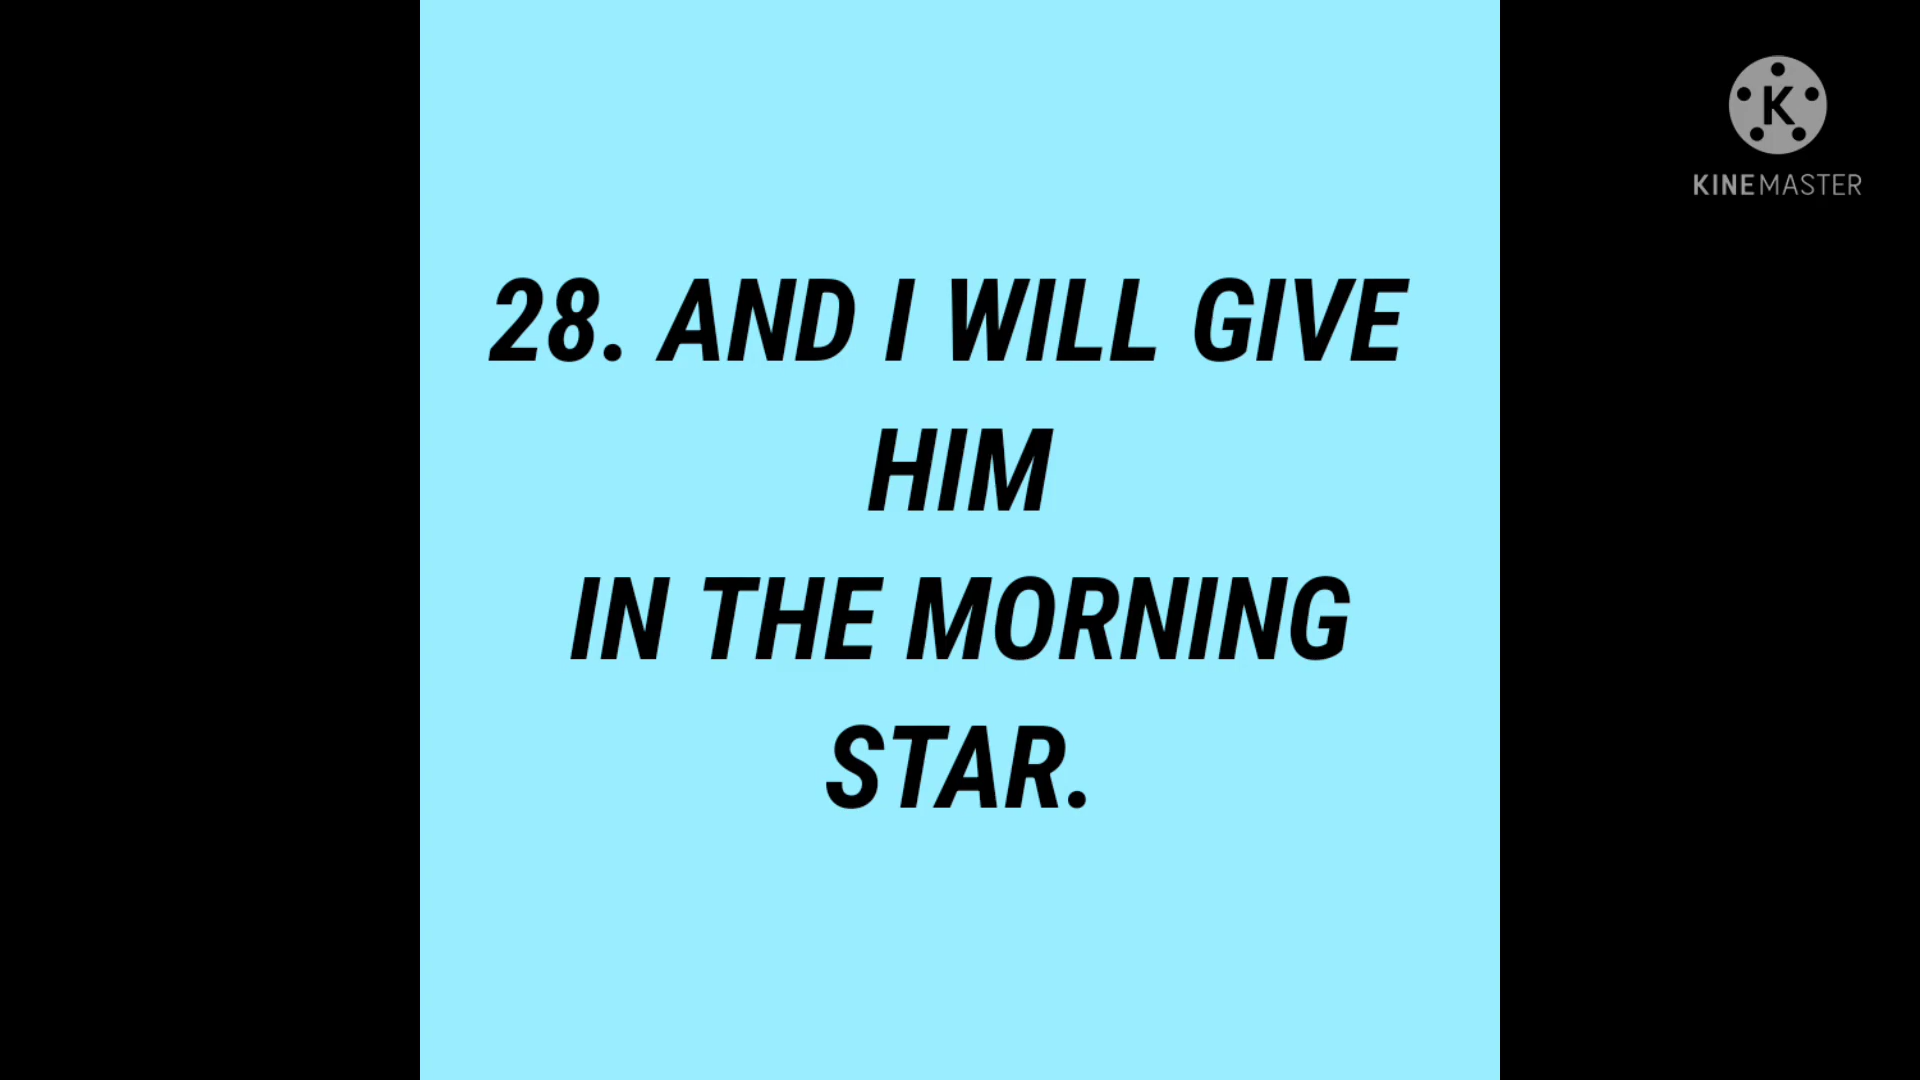 28. AND I WILL GIVE
HIM
IN THE MORNING
STAR.
K
KINEMASTER